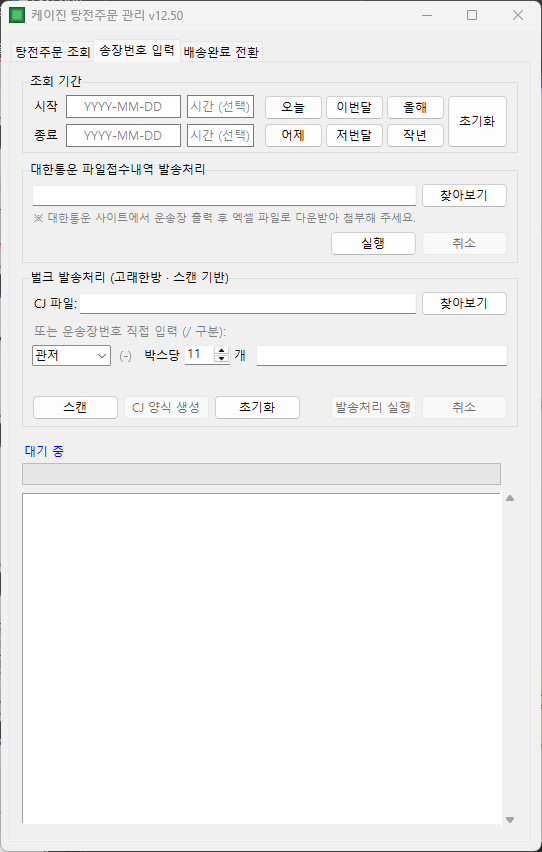 케이진 탕전주문 관리 v12.50
탕전주문 조회 송장번호 입력 배송완료 전환
조회 기간
시작 YYYY-MM-DD 시간 (선택) 오늘 이번달 올해 초기화
종료 YYYY-MM-DD 시간 (선택) 어제 저번달 작년
대한통운 파일접수내역 발송처리
찾아보기
※ 대한통운 사이트에서 운송장 출력 후 엑셀 파일로 다운받아 첨부해 주세요.
실행 취소
벌크 발송처리 (고래한방 · 스캔 기반)
CJ 파일: 찾아보기
또는 운송장번호 직접 입력 (/ 구분):
관저 (-) 박스당 11 개
스캔 CJ 양식 생성 초기화 발송처리 실행 취소
대기 중